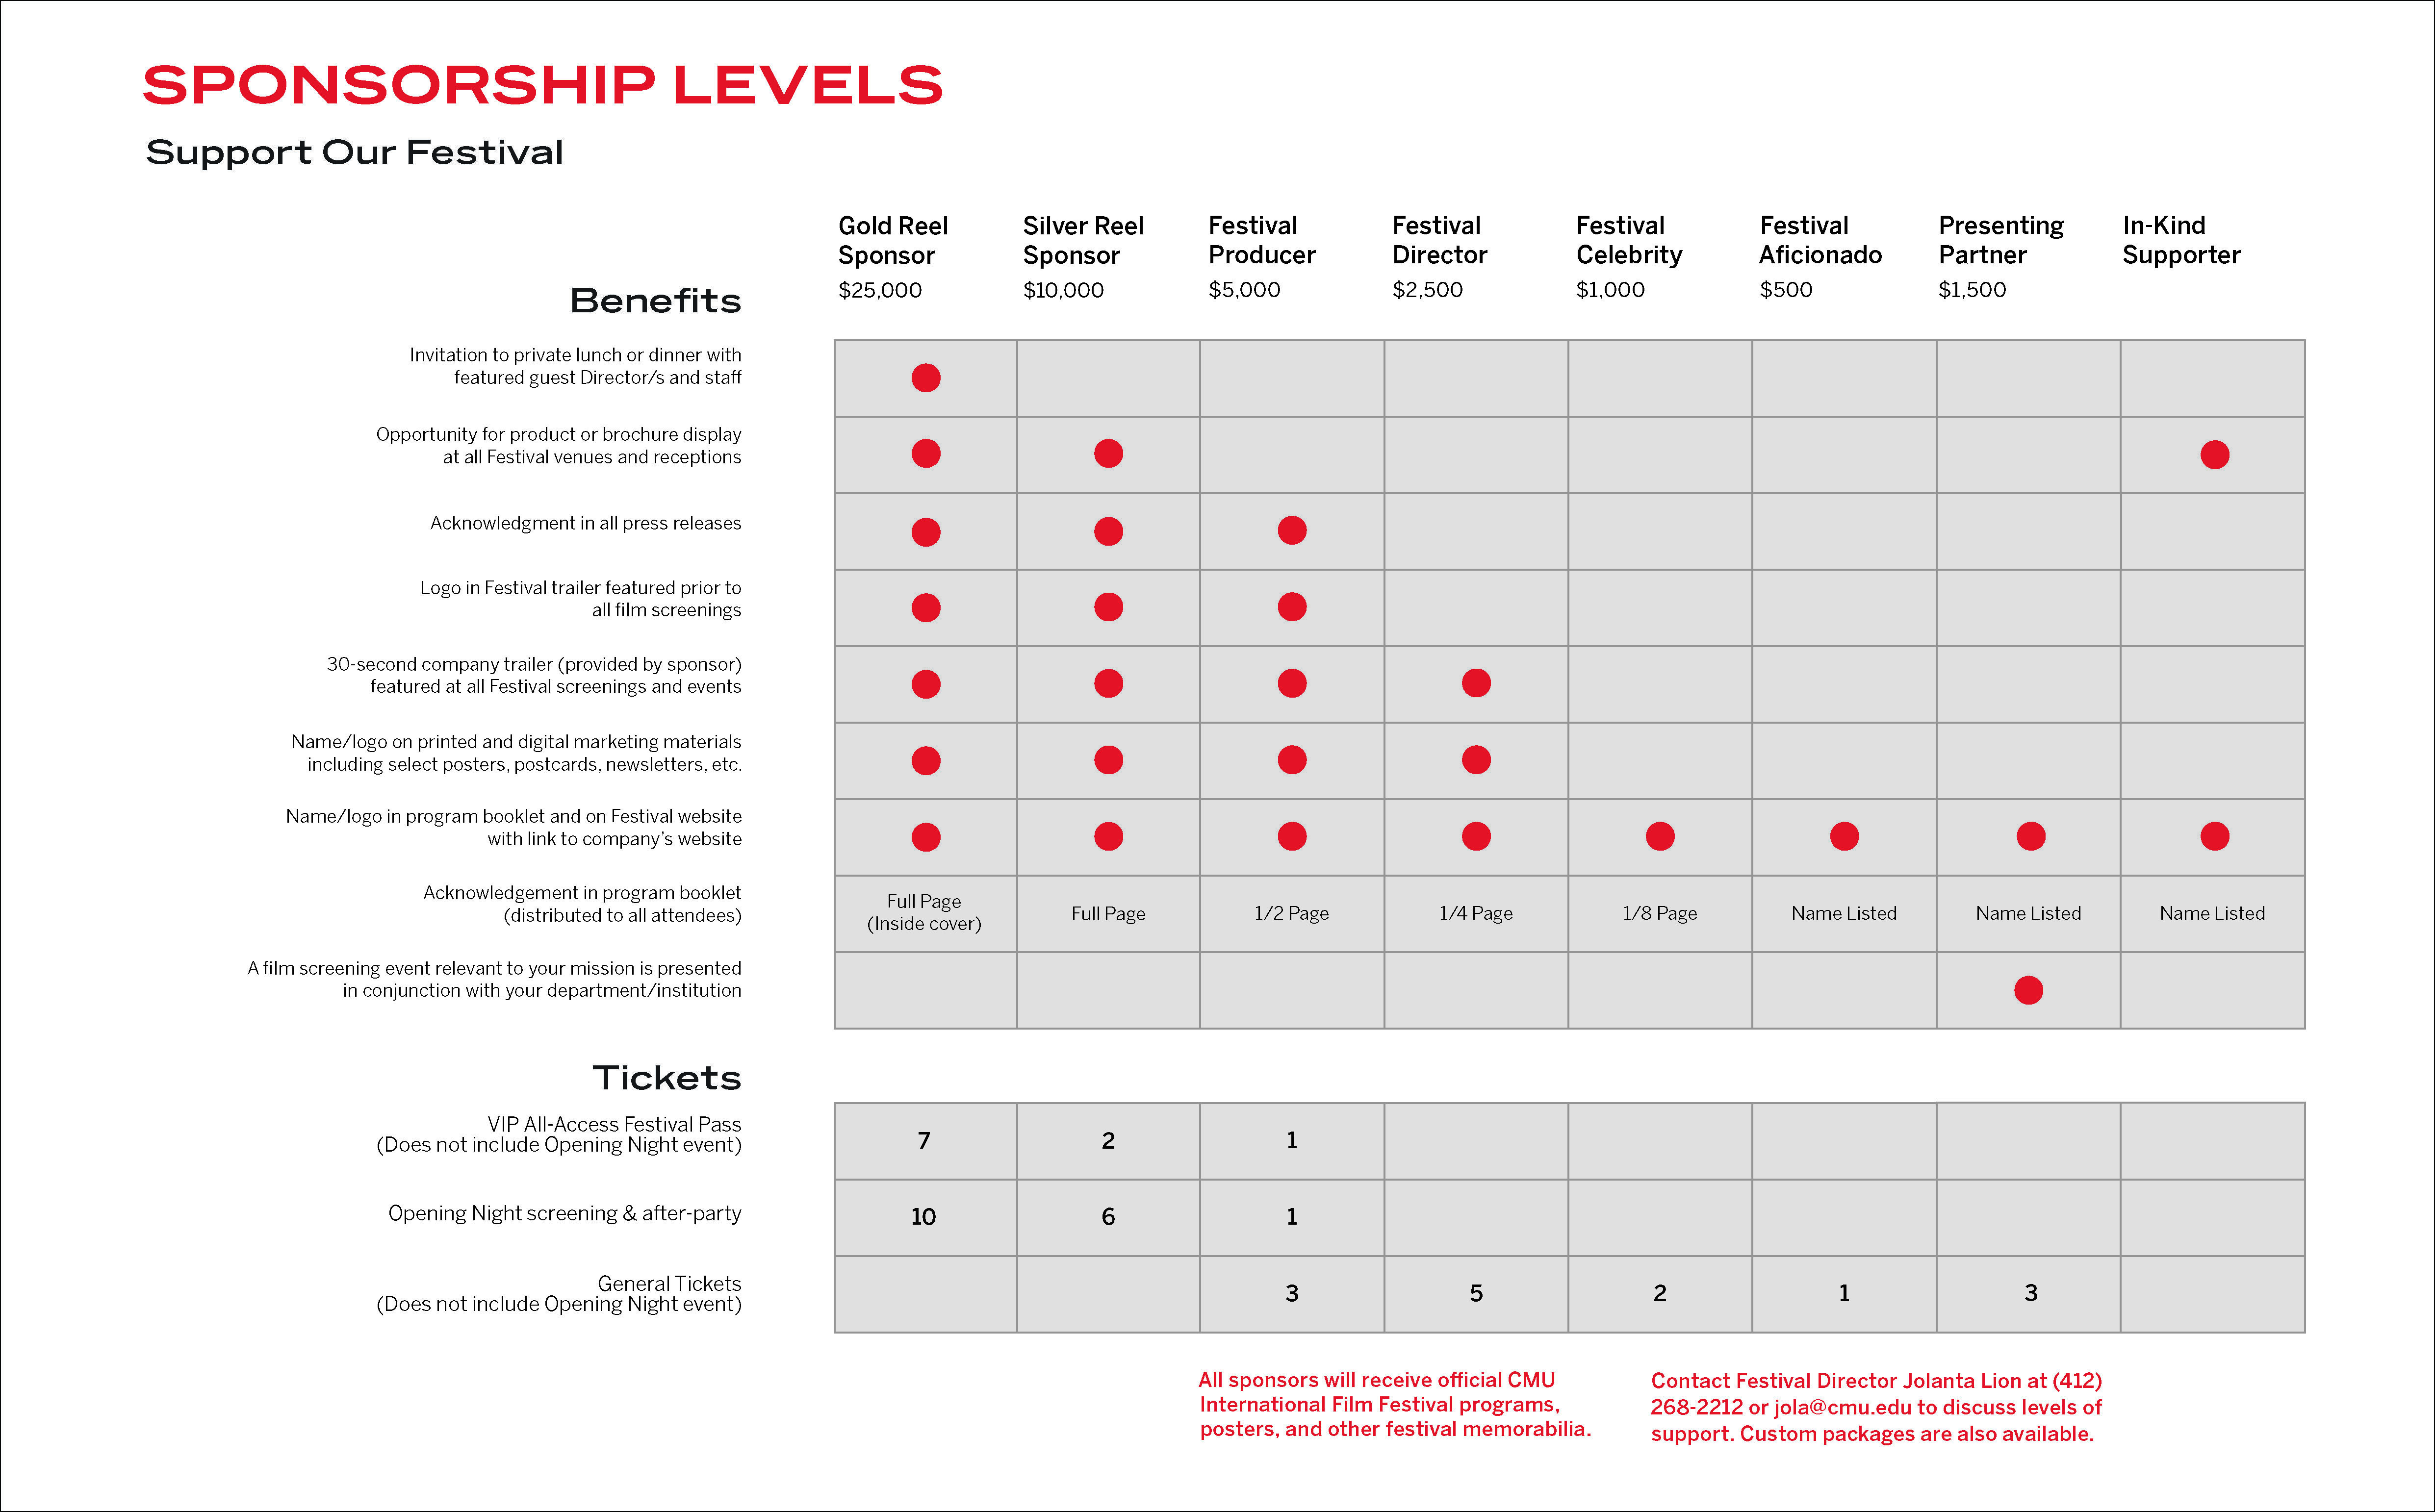 SPONSORSHIP LEVELS
Support Our Festival
Gold Reel Silver Reel Festival Festival Festival Festival Presenting In-Kind
Sponsor Sponsor Producer Director Celebrity Aficionado Partner Supporter
Benefits $25,000 $10,000 $5,000 $2,500 $1,000 $500 $1,500
Invitation to private lunch or dinner with
featured guest Director/s and staff
Opportunity for product or brochure display
at all Festival venues and receptions
Acknowledgment in all press releases
Logo in Festival trailer featured prior to
all film screenings
30-second company trailer (provided by sponsor)
featured at all Festival screenings and events
Name/logo on printed and digital marketing materials
including select posters, postcards, newsletters, etc.
Name/logo in program booklet and on Festival website
with link to company’s website
Acknowledgement in program booklet
(distributed to all attendees)
Full Page
(Inside cover)
Full Page
1/2 Page
1/4 Page
1/8 Page
Name Listed
Name Listed
Name Listed
A film screening event relevant to your mission is presented
in conjunction with your department/institution
Tickets
VIP All-Access Festival Pass
(Does not include Opening Night event)
7 2 1
Opening Night screening & after-party
10 6 1
General Tickets
(Does not include Opening Night event)
3 5 2 1 3
All sponsors will receive official CMU
International Film Festival programs,
posters, and other festival memorabilia.
Contact Festival Director Jolanta Lion at (412)
268-2212 or jola@cmu.edu to discuss levels of
support. Custom packages are also available.